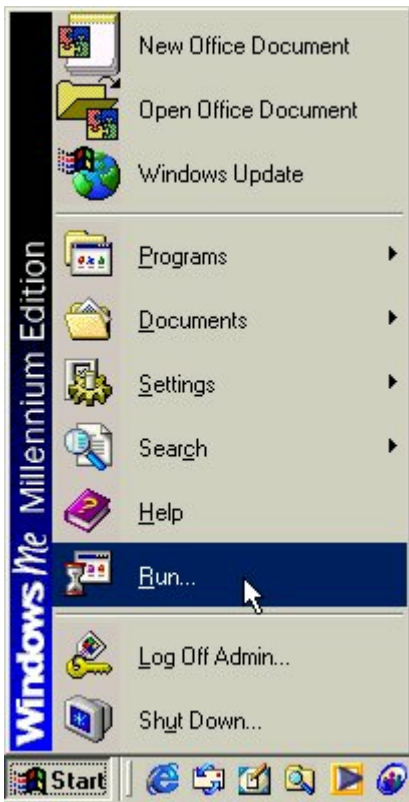 New Office Document
Open Office Document
Windows Update
Programs
Documents
Settings
Search
Help
Run...
Log Off Admin...
Shut Down...
Windows Me Millennium Edition
Start